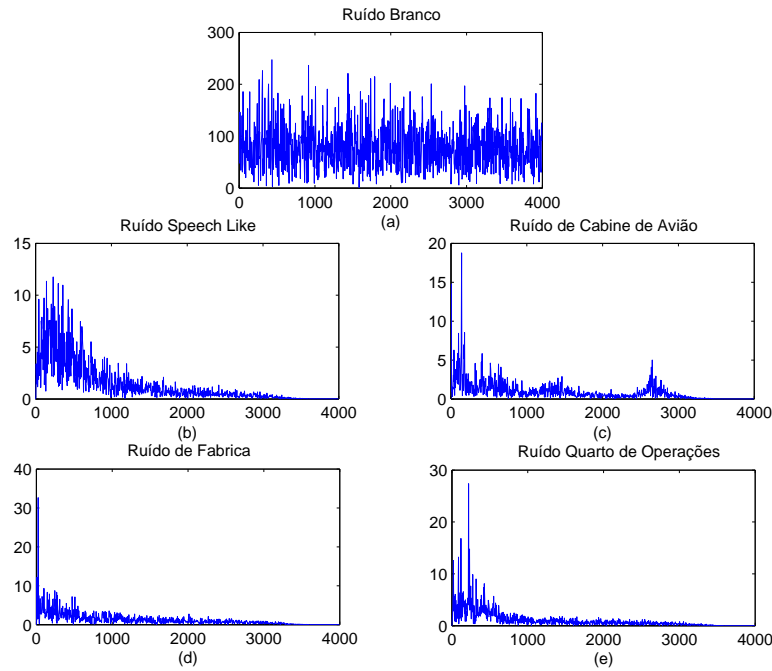 Ruído Branco
300
200
100
0
0 1000 2000 3000 4000
(a)
Ruído Speech Like
15
10
5
0
0 1000 2000 3000 4000
(b)
Ruído de Cabine de Avião
20
15
10
5
0
0 1000 2000 3000 4000
(c)
Ruído de Fabrica
40
30
20
10
0
0 1000 2000 3000 4000
(d)
Ruído Quarto de Operações
30
20
10
0
0 1000 2000 3000 4000
(e)